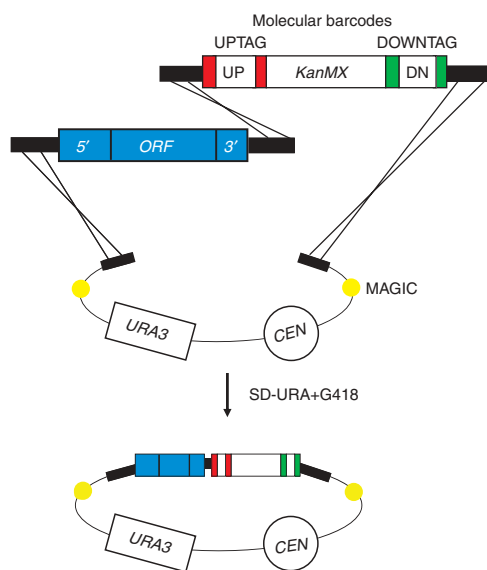 Molecular barcodes
UPTAG DOWNTAG
UP KanMX DN
5′ ORF 3′
MAGIC
URA3 CEN
SD-URA+G418
URA3 CEN